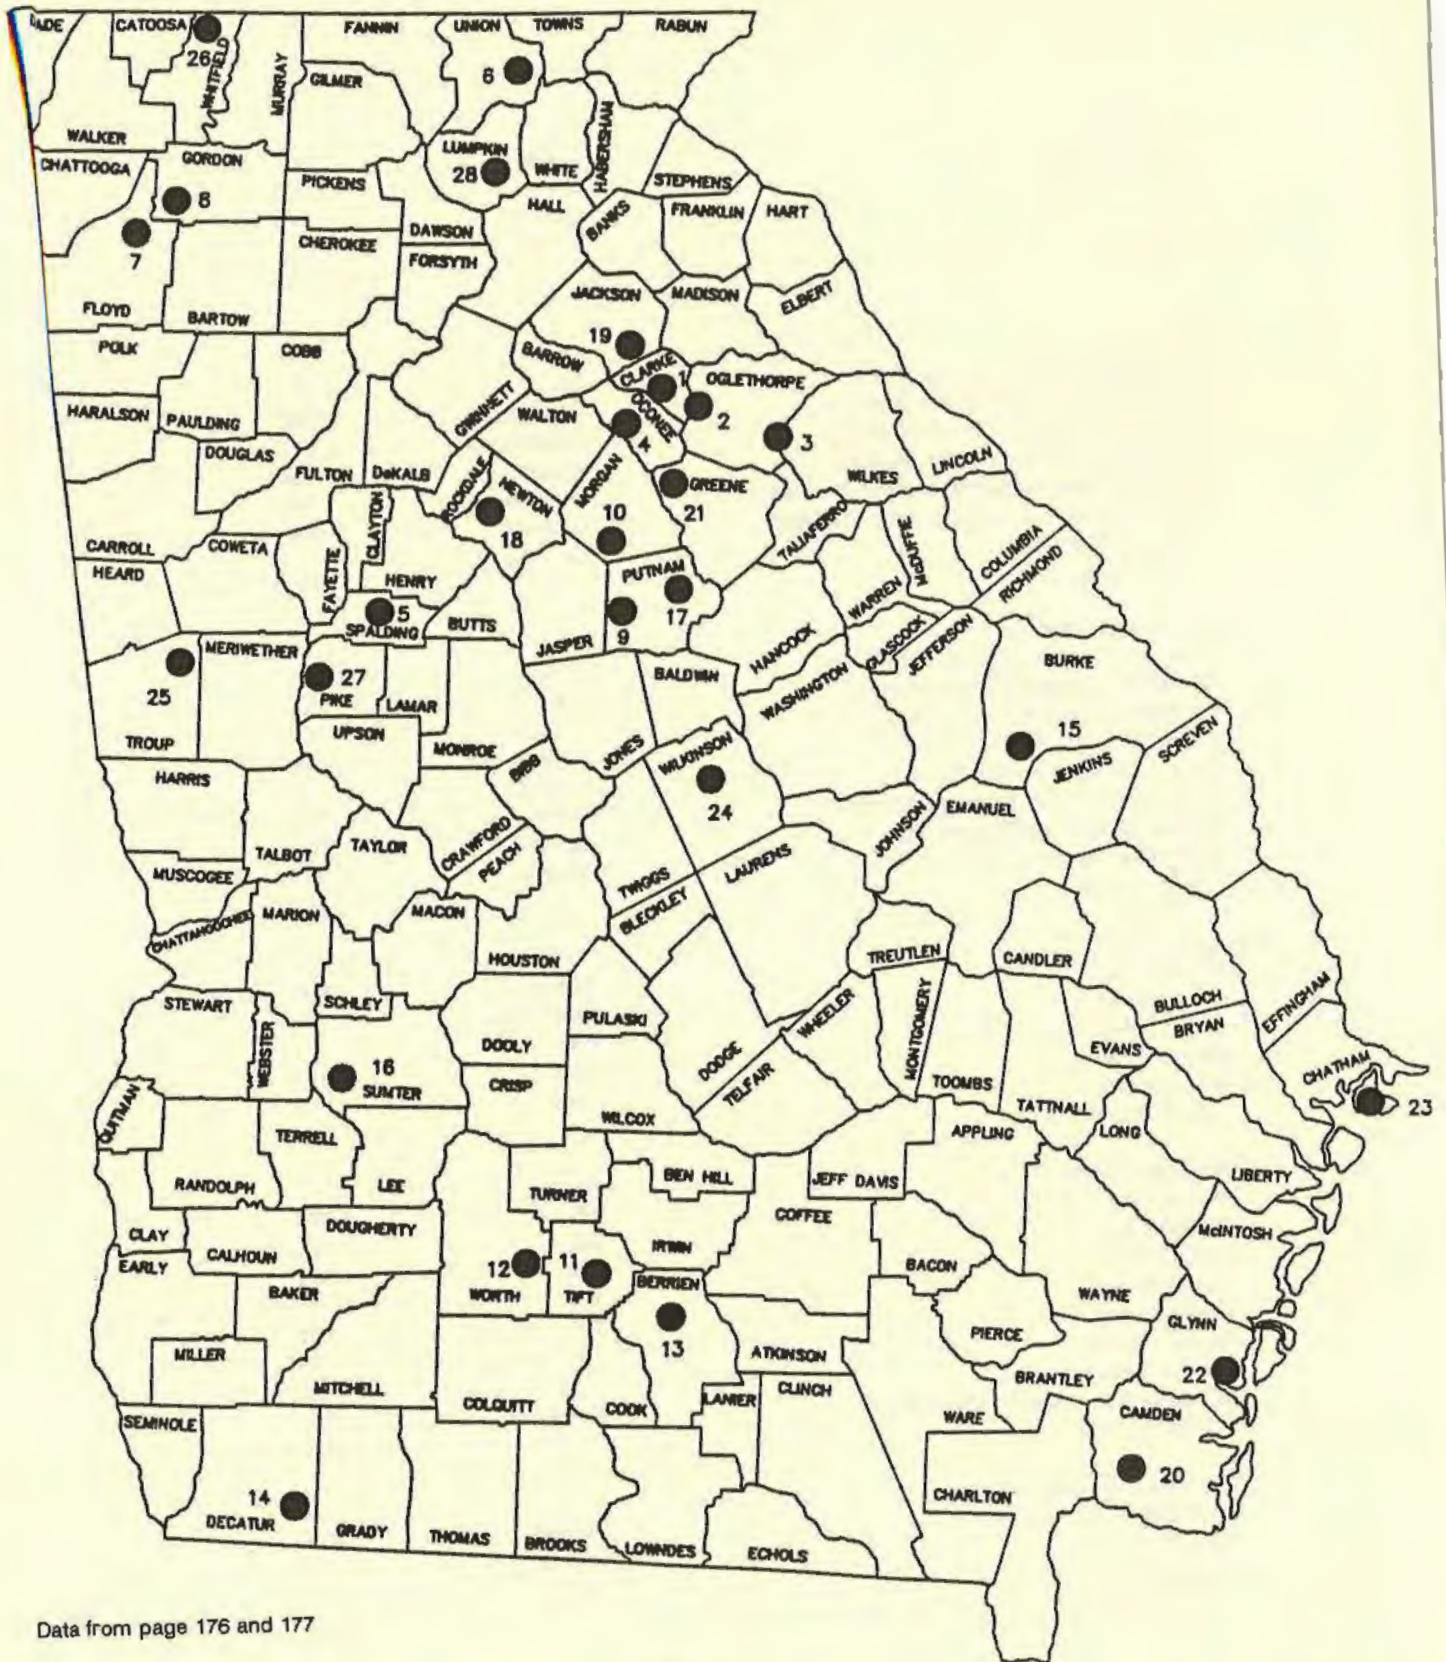 ADE
CATOOSA
FANNIN
UNION
TOWNS
RABUN
26
WHITFIELD
MURRAY
GILMER
6
WALKER
LUMPKIN
28
WHITE
HABERSHAM
STEPHENS
CHATTOOGA
GORDON
8
PICKENS
HALL
BANKS
FRANKLIN
HART
7
CHEROKEE
DAWSON
FORSYTH
FLOYD
BARTOW
JACKSON
MADISON
ELBERT
POLK
COBB
19
BARROW
CLARKE
1
OGLETHORPE
HARALSON
PAULDING
GWINNETT
WALTON
OCONEE
2
4
3
DOUGLAS
FULTON
DeKALB
ROCKDALE
NEWTON
MORGAN
GREENE
WILKES
LINCOLN
18
10
21
CARROLL
COWETA
FAYETTE
CLAYTON
TALIAFERRO
McDUFFIE
COLUMBIA
RICHMOND
HEARD
HENRY
PUTNAM
WARREN
5
SPALDING
BUTTS
JASPER
9
17
HANCOCK
GLASCOCK
JEFFERSON
BURKE
MERIWETHER
25
27
PIKE
LAMAR
BALDWIN
WASHINGTON
TROUP
UPSON
MONROE
JONES
WILKINSON
15
SCREVEN
HARRIS
BIBB
24
JENKINS
EMANUEL
TALBOT
TAYLOR
CRAWFORD
PEACH
TWIGGS
LAURENS
JOHNSON
MUSCOGEE
BLECKLEY
CHATTAHOOCHEE
MARION
MACON
HOUSTON
TREUTLEN
CANDLER
STEWART
WEBSTER
SCHLEY
PULASKI
WHEELER
MONTGOMERY
BULLOCH
BRYAN
EFFINGHAM
16
SUMTER
DOOLY
CRISP
DODGE
TELFAIR
TOOMBS
EVANS
CHATHAM
23
QUITMAN
TERRELL
WILCOX
TATTNALL
APPLING
LONG
RANDOLPH
LEE
TURNER
BEN HILL
JEFF DAVIS
LIBERTY
CLAY
CALHOUN
DOUGHERTY
COFFEE
McINTOSH
EARLY
12
WORTH
11
TIFT
IRWIN
BACON
BAKER
BERRIEN
13
WAYNE
GLYNN
MILLER
MITCHELL
ATKINSON
PIERCE
22
COLQUITT
COOK
LANIER
CLINCH
BRANTLEY
SEMINOLE
WARE
CAMDEN
20
14
DECATUR
GRADY
THOMAS
BROOKS
LOWNDES
ECHOLS
CHARLTON
Data from page 176 and 177